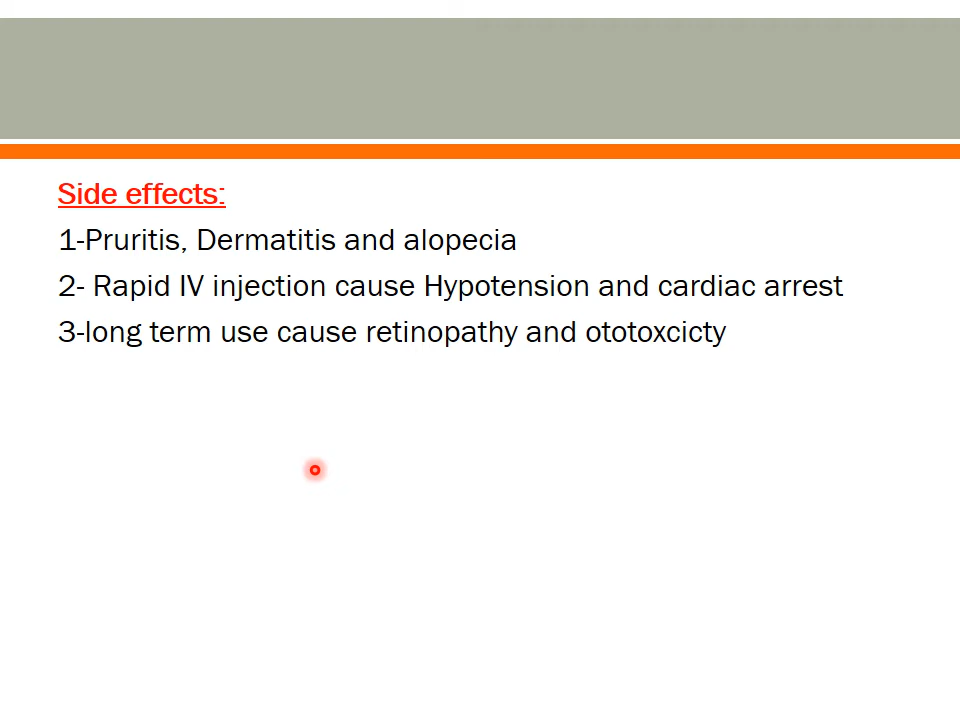 Side effects:
1-Pruritis, Dermatitis and alopecia
2- Rapid IV injection cause Hypotension and cardiac arrest
3-long term use cause retinopathy and ototoxcicty